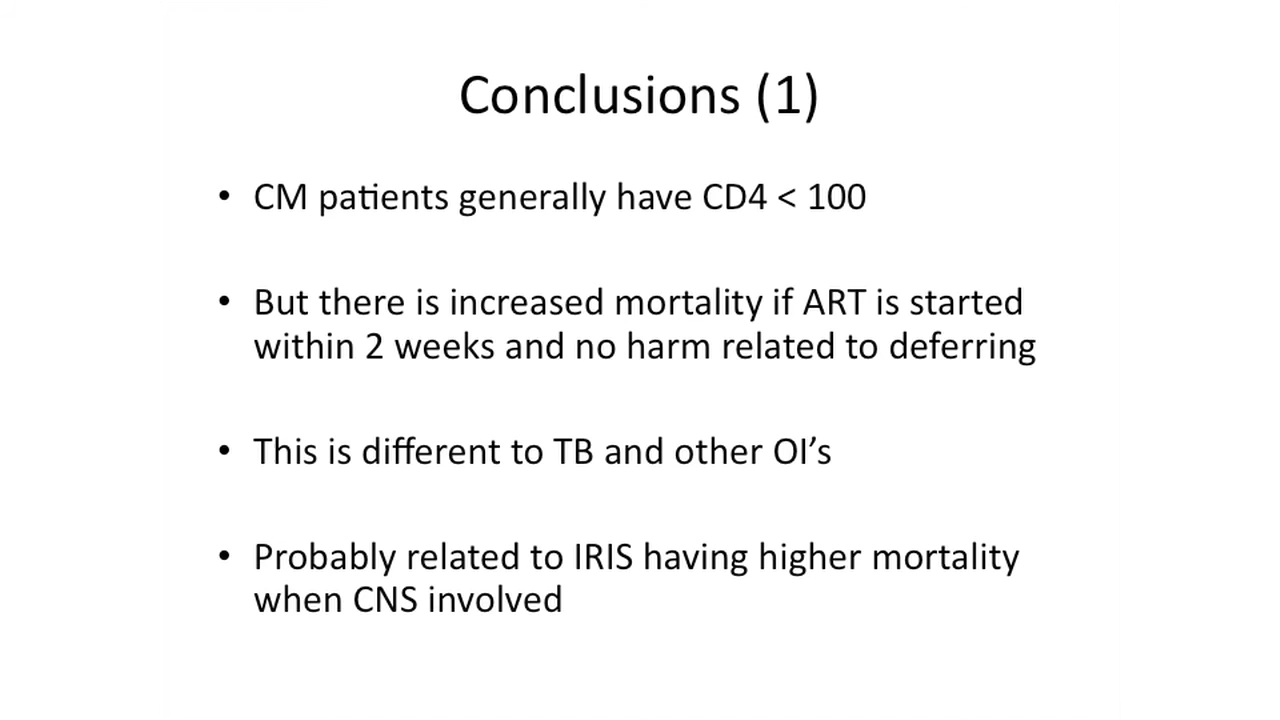 Conclusions (1)
• CM patients generally have CD4 < 100
• But there is increased mortality if ART is started
within 2 weeks and no harm related to deferring
• This is different to TB and other OI’s
• Probably related to IRIS having higher mortality
when CNS involved